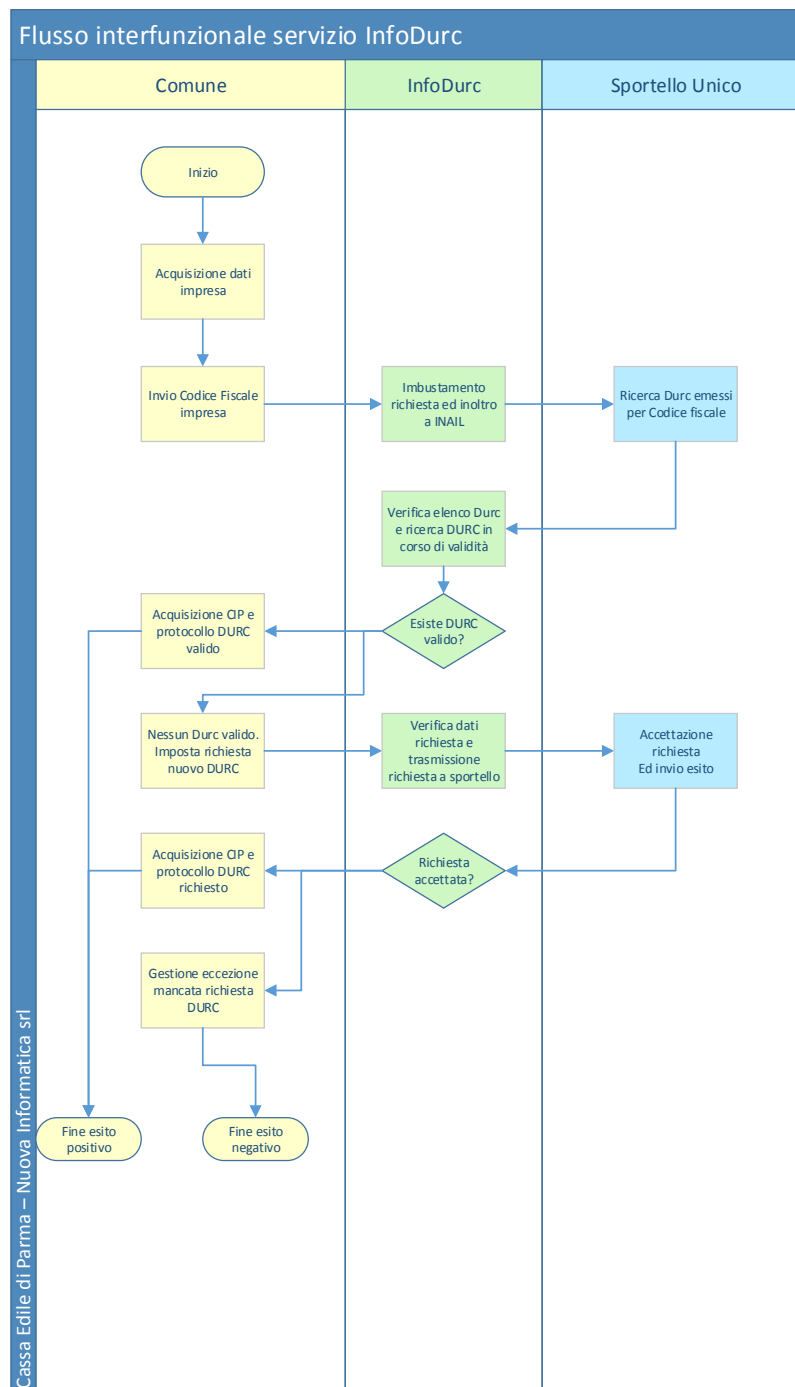 Flusso interfunzionale servizio InfoDurc
Comune
InfoDurc
Sportello Unico
Inizio
Acquisizione dati
impresa
Invio Codice Fiscale
impresa
Imbustamento
richiesta ed inoltro
a INAIL
Ricerca Durc emessi
per Codice fiscale
Verifica elenco Durc
e ricerca DURC in
corso di validità
Esiste DURC
valido?
Acquisizione CIP e
protocollo DURC
valido
Nessun Durc valido.
Imposta richiesta
nuovo DURC
Verifica dati
richiesta e
trasmissione
richiesta a sportello
Accettazione
richiesta
Ed invio esito
Acquisizione CIP e
protocollo DURC
richiesto
Richiesta
accettata?
Gestione eccezione
mancata richiesta
DURC
Fine esito
positivo
Fine esito
negativo
Cassa Edile di Parma – Nuova Informatica srl